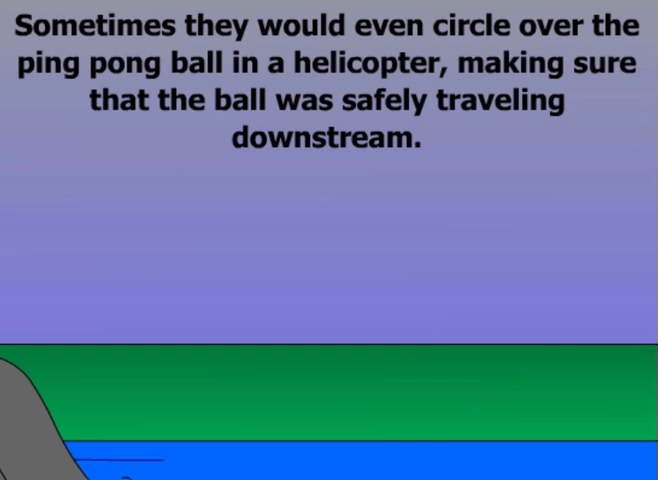 Sometimes they would even circle over the
ping pong ball in a helicopter, making sure
that the ball was safely traveling
downstream.